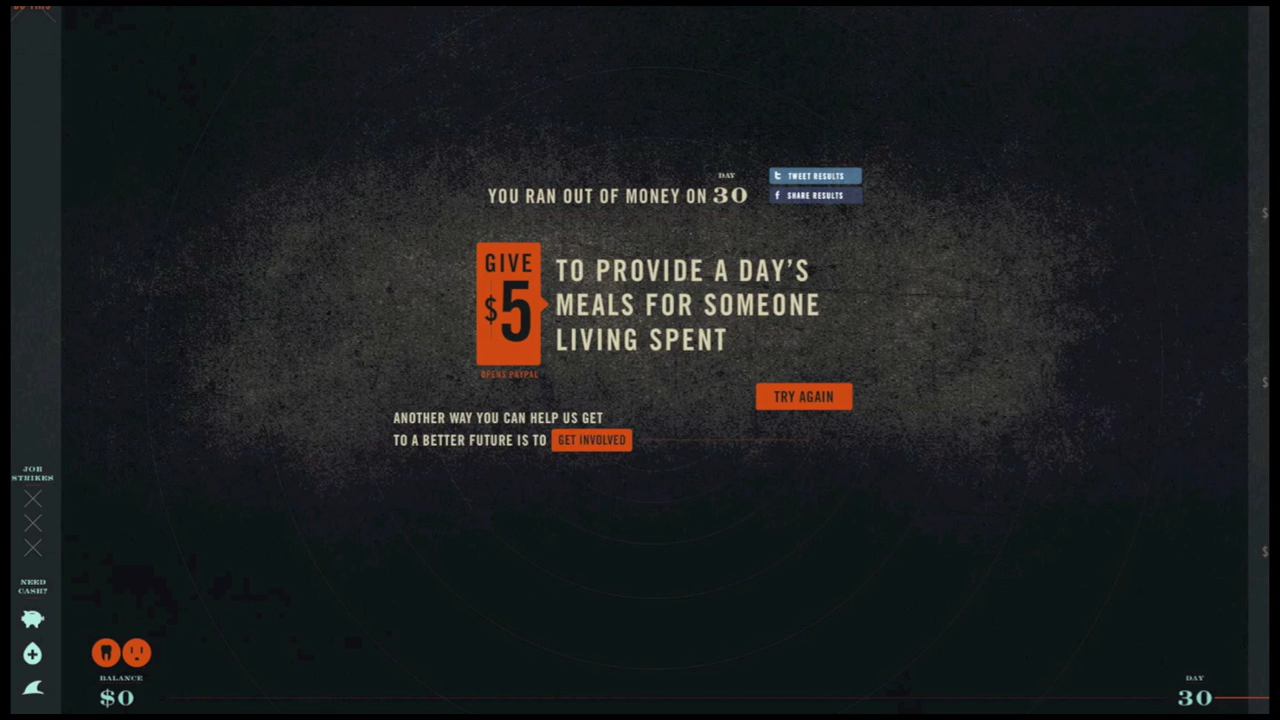 DO THIS
DAY
YOU RAN OUT OF MONEY ON 30
TWEET RESULTS
SHARE RESULTS
GIVE
$5
TO PROVIDE A DAY'S
MEALS FOR SOMEONE
LIVING SPENT
OPENS PAYPAL
TRY AGAIN
ANOTHER WAY YOU CAN HELP US GET
TO A BETTER FUTURE IS TO GET INVOLVED
JOB
STRIKES
NEED
CASH?
BALANCE
$0
DAY
30
$
$
$